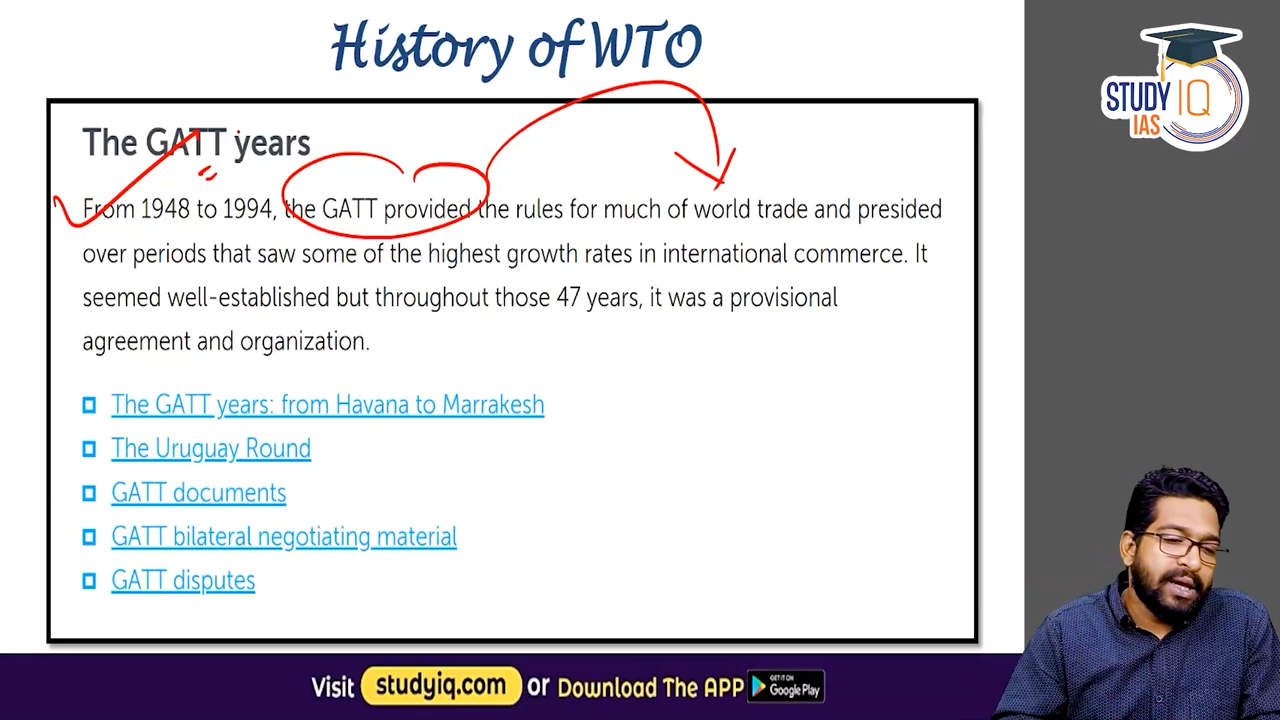 History of WTO
STUDY IQ
IAS
The GATT years
From 1948 to 1994, the GATT provided the rules for much of world trade and presided
over periods that saw some of the highest growth rates in international commerce. It
seemed well-established but throughout those 47 years, it was a provisional
agreement and organization.
The GATT years: from Havana to Marrakesh
The Uruguay Round
GATT documents
GATT bilateral negotiating material
GATT disputes
Visit studyiq.com or Download The APP GET IT ON Google Play